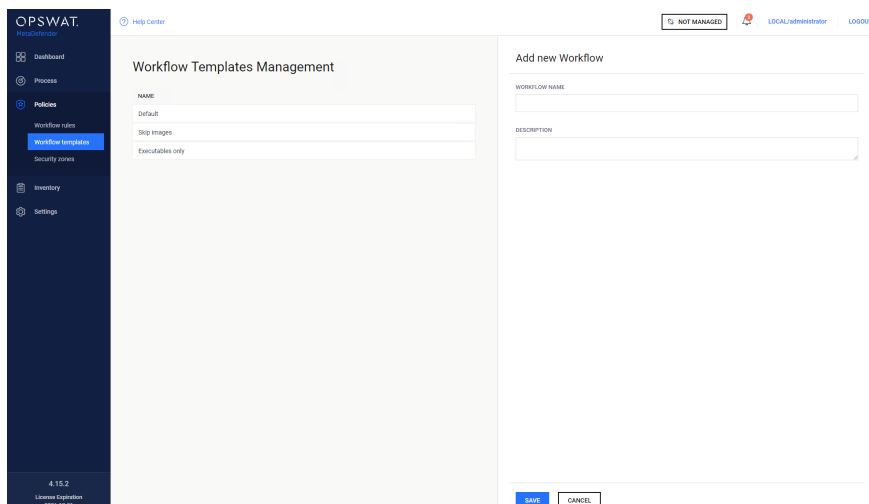 OPSWAT.
MetaDefender
Help Center
NOT MANAGED
LOCAL/administrator
LOGOU
Dashboard
Process
Policies
Workflow rules
Workflow templates
Security zones
Inventory
Settings
4.15.2
License Expiration
Workflow Templates Management
NAME
Default
Skip images
Executables only
Add new Workflow
WORKFLOW NAME
DESCRIPTION
SAVE
CANCEL